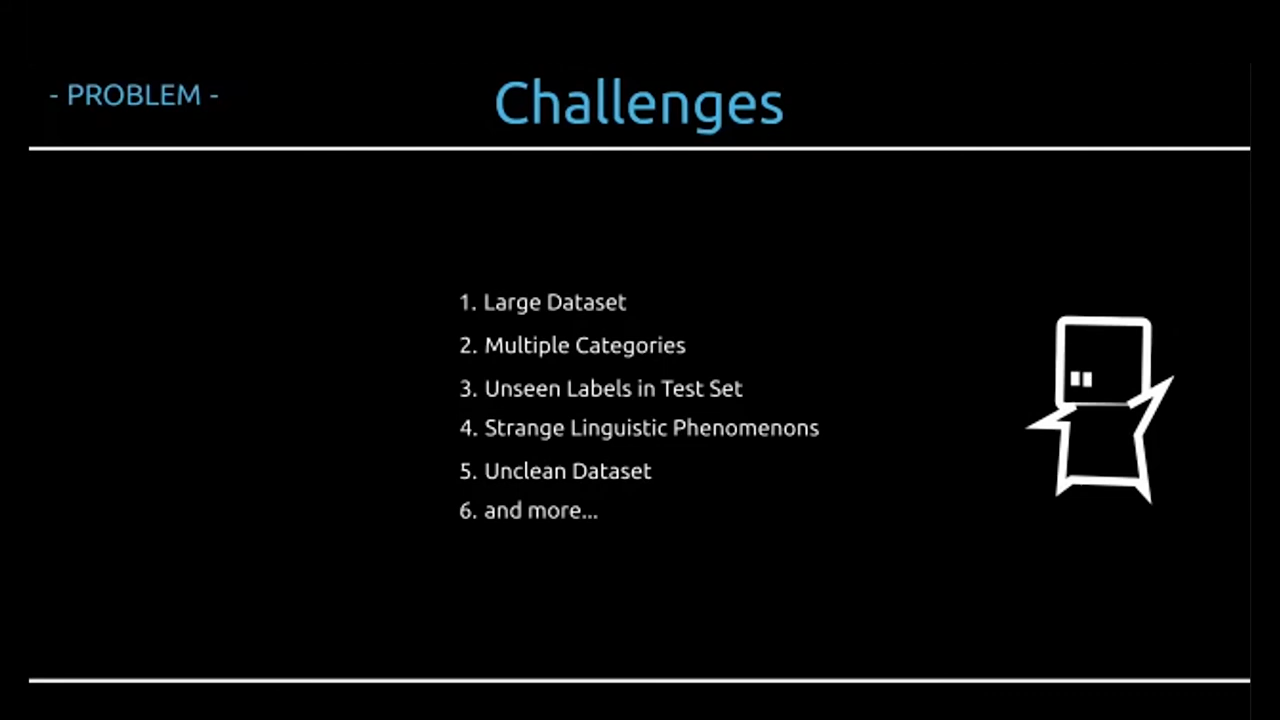 - PROBLEM -
Challenges
1. Large Dataset
2. Multiple Categories
3. Unseen Labels in Test Set
4. Strange Linguistic Phenomenons
5. Unclean Dataset
6. and more...